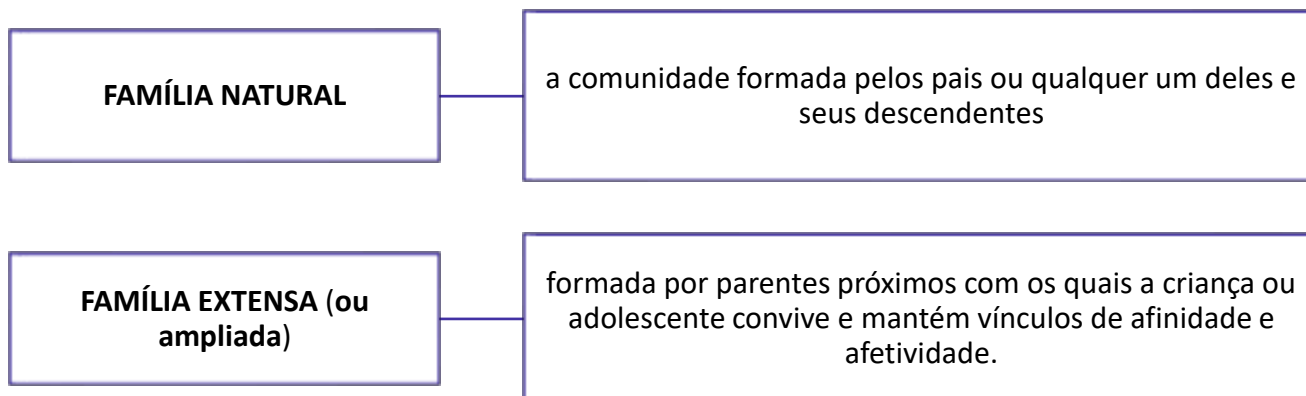 FAMÍLIA NATURAL
a comunidade formada pelos pais ou qualquer um deles e
seus descendentes
FAMÍLIA EXTENSA (ou
ampliada)
formada por parentes próximos com os quais a criança ou
adolescente convive e mantém vínculos de afinidade e
afetividade.